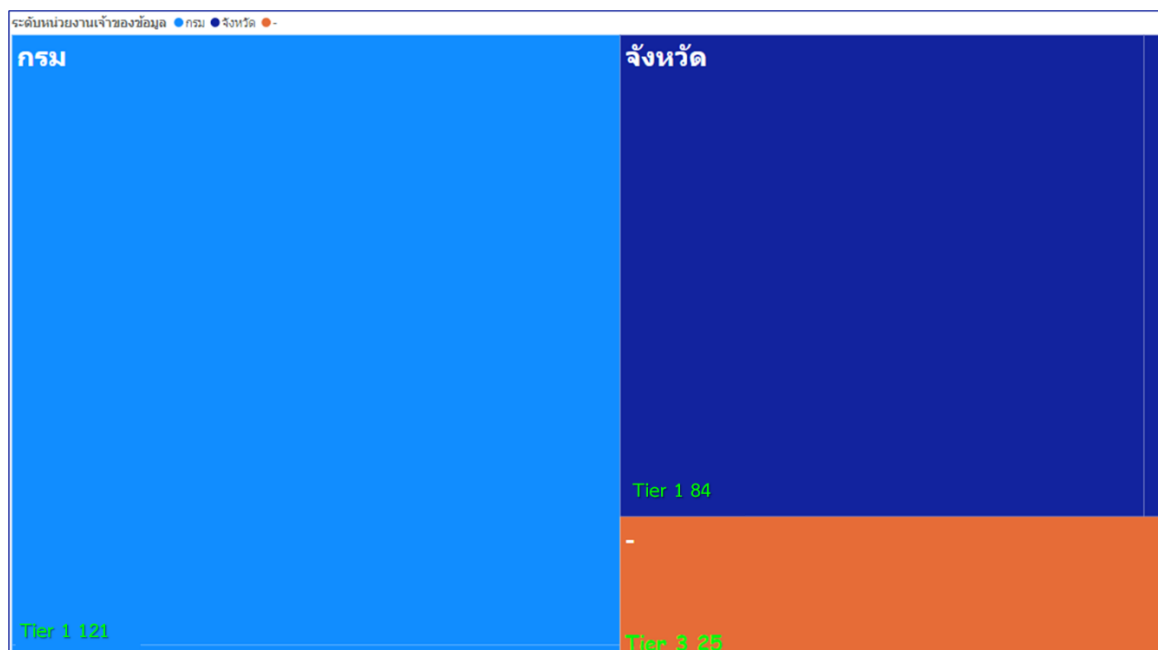 ระดับหน่วยงานเจ้าของข้อมูล กรม จังหวัด -
กรม
จังหวัด
Tier 1 84
-
Tier 1 121
Tier 3 25